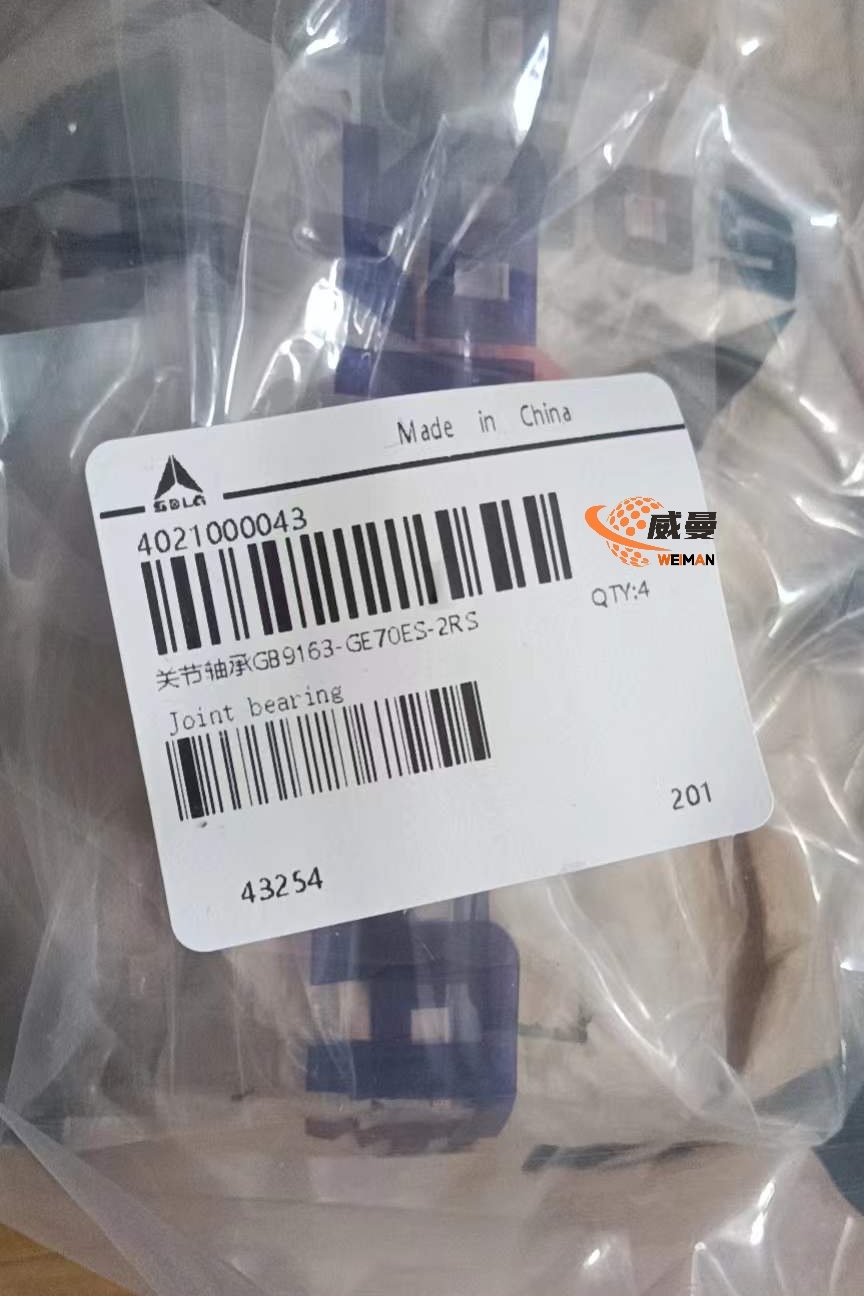 Made in China
SDLG
4021000043
威曼
WEIMAN
QTY:4
关节轴承GB9163-GE70ES-2RS
Joint bearing
201
43254